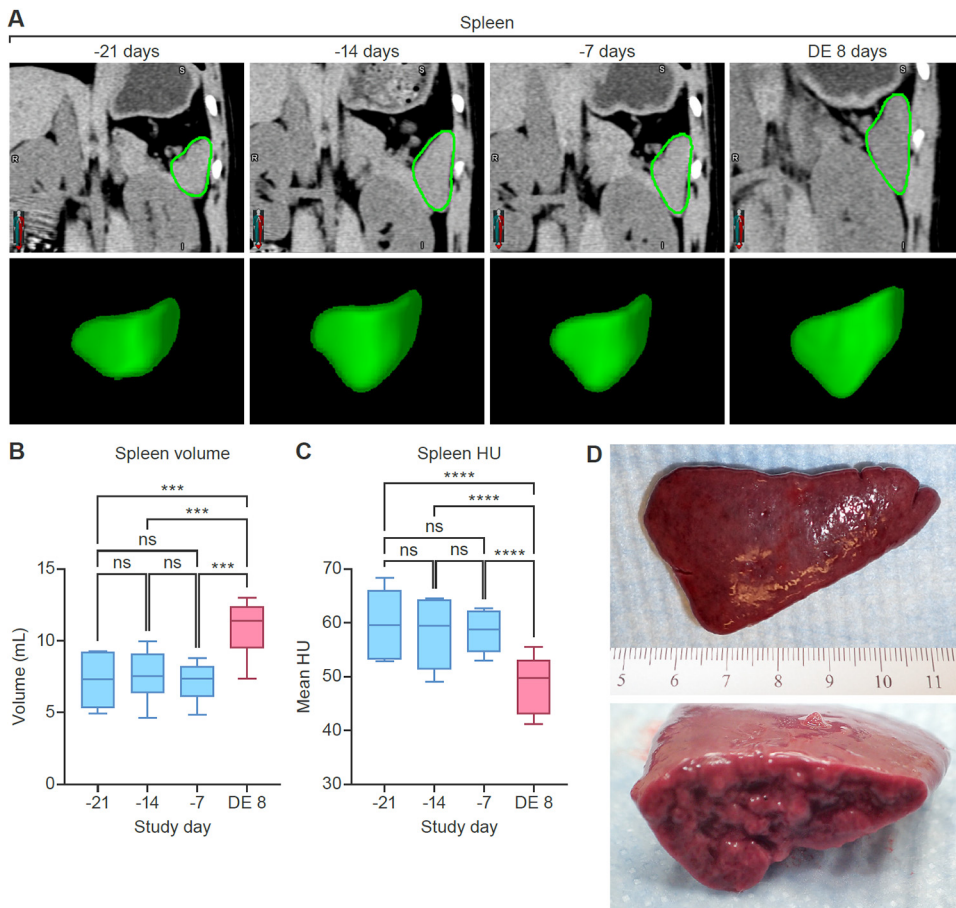 A
Spleen
-21 days
-14 days
-7 days
DE 8 days
S
R
I
S
R
I
S
R
I
S
R
I
B
Spleen volume
***
***
ns
ns
ns
***
15
10
5
0
Volume (mL)
-21
-14
-7
DE 8
Study day
C
Spleen HU
****
****
ns
ns
ns
****
70
60
50
40
30
Mean HU
-21
-14
-7
DE 8
Study day
D
5 6 7 8 9 10 11